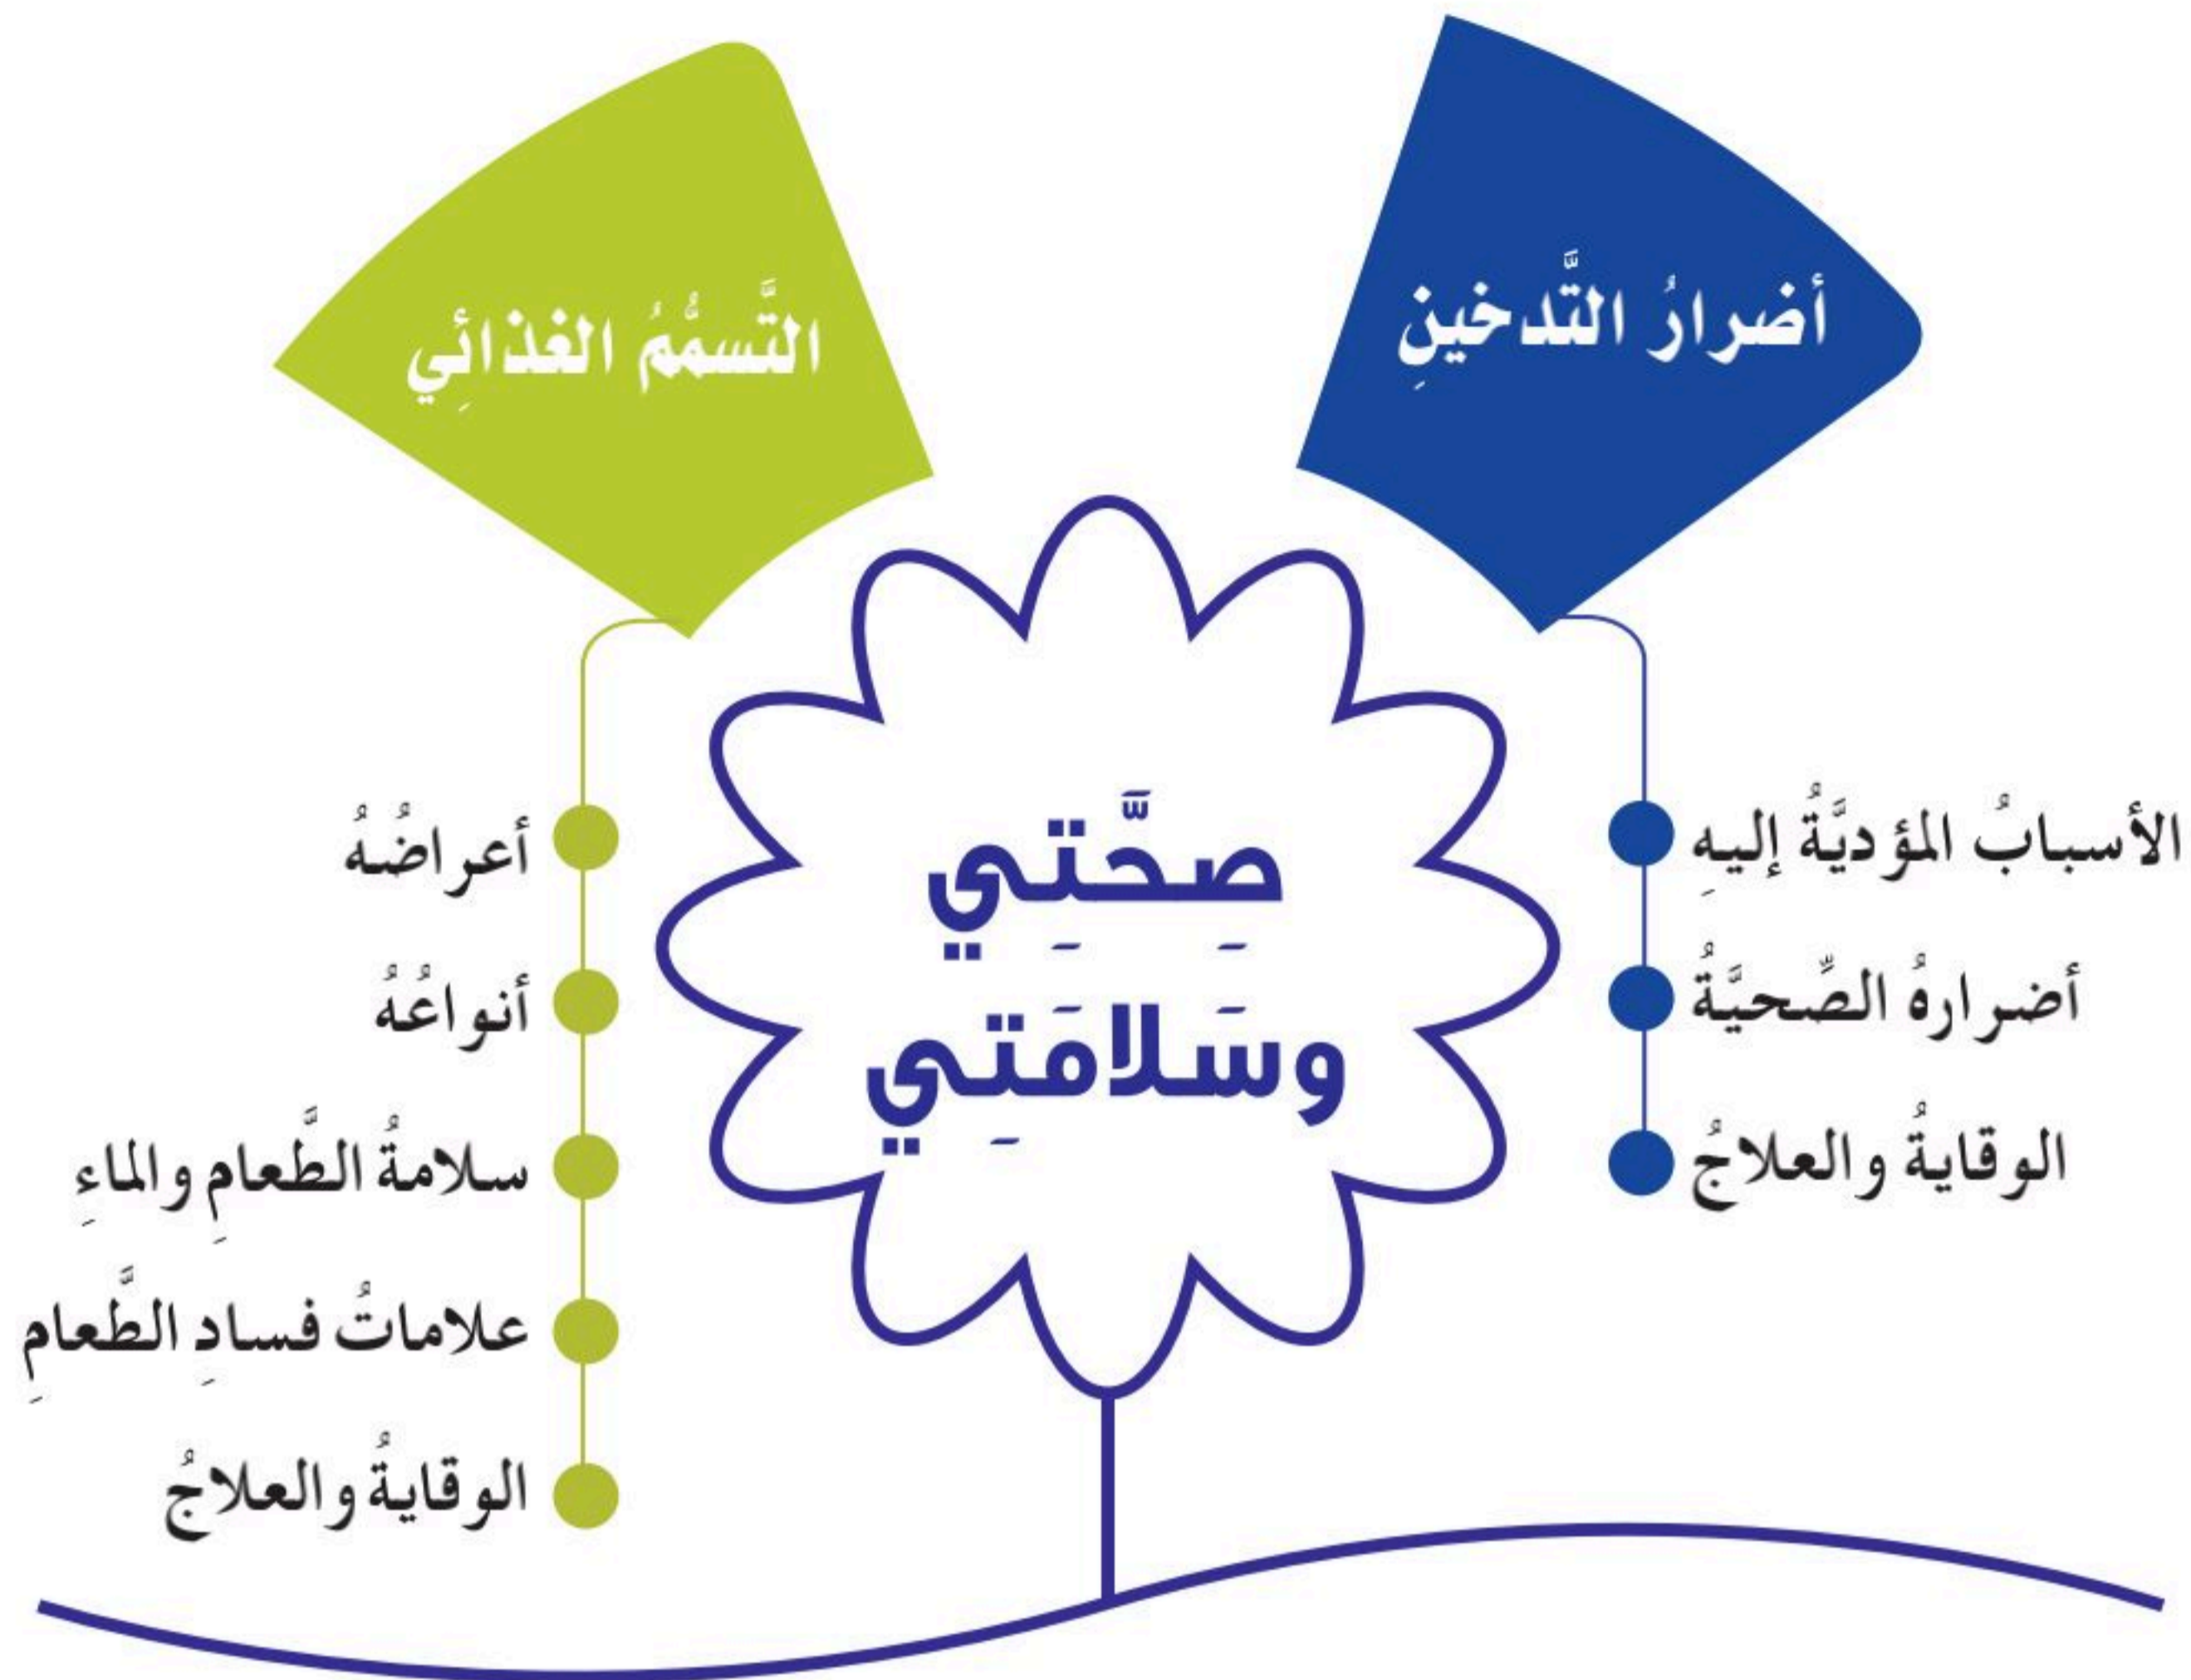 أضرارُ التَّدخينِ
الأسبابُ المؤديَّةُ إليهِ
أضرارهُ الصِّحيَّةُ
الوقايةُ والعلاجُ
صِحَّتِي
وسَلامَتِي
التَّسمُّمُ الغذائِي
أعراضُهُ
أنواعُهُ
سلامةُ الطَّعامِ والماءِ
علاماتُ فسادِ الطَّعامِ
الوقايةُ والعلاجُ